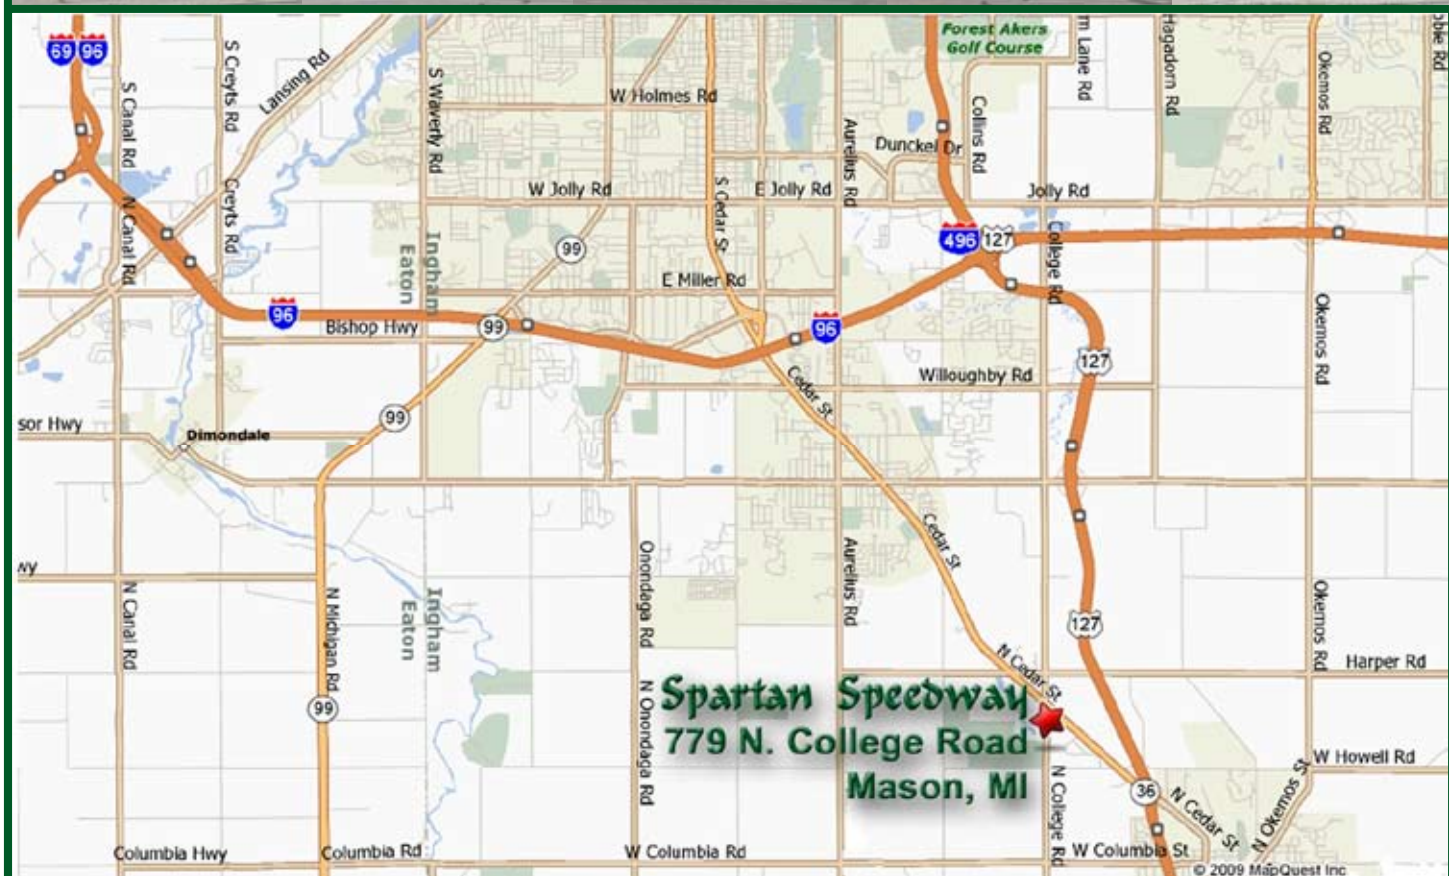 Forest Akers
Golf Course
69
96
S Canal Rd
S Creyts Rd
Lansing Rd
S Waverly Rd
W Holmes Rd
S Cedar St
Aurelius Rd
Dunckel Dr
Collins Rd
m Lane Rd
Hagadorn Rd
Okemos Rd
bbie Rd
W Jolly Rd
E Jolly Rd
Jolly Rd
N Canal Rd
Creyts Rd
Eaton
Ingham
99
E Miller Rd
496
127
College Rd
96
Bishop Hwy
99
96
127
Okemos Rd
Cedar St
Willoughby Rd
99
sor Hwy
Dimondale
Cedar St
wy
N Canal Rd
N Michigan Rd
Eaton
Ingham
Onondaga Rd
Aurelius Rd
127
Okemos Rd
N Cedar St
Harper Rd
99
N Onondaga Rd
Spartan Speedway
779 N. College Road
Mason, MI
W Howell Rd
36
N Cedar St
N Okemos St
N College Rd
Columbia Hwy
Columbia Rd
W Columbia Rd
W Columbia St
© 2009 MapQuest Inc